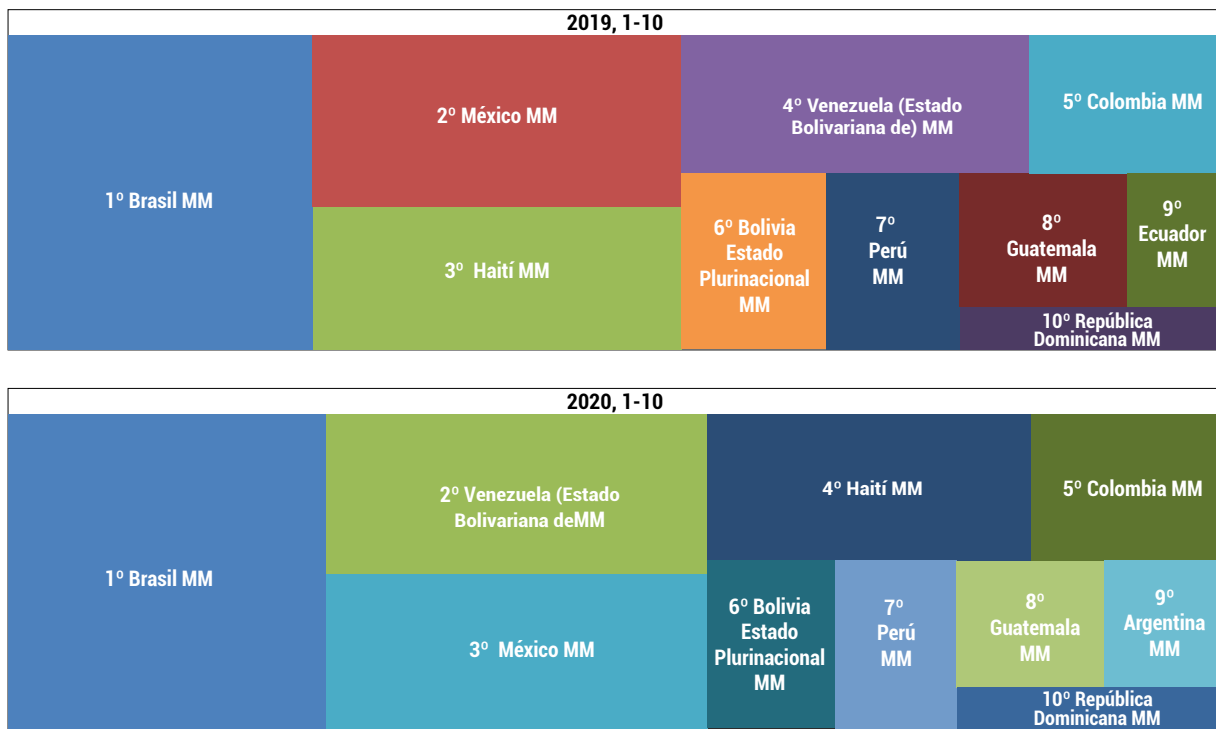 2019, 1-10
1º Brasil MM
2º México MM
3º Haití MM
4º Venezuela (Estado
Bolivariana de) MM
5º Colombia MM
6º Bolivia
Estado
Plurinacional
MM
7º
Perú
MM
8º
Guatemala
MM
9º
Ecuador
MM
10º República
Dominicana MM
2020, 1-10
1º Brasil MM
2º Venezuela (Estado
Bolivariana deMM
3º México MM
4º Haití MM
5º Colombia MM
6º Bolivia
Estado
Plurinacional
MM
7º
Perú
MM
8º
Guatemala
MM
9º
Argentina
MM
10º República
Dominicana MM